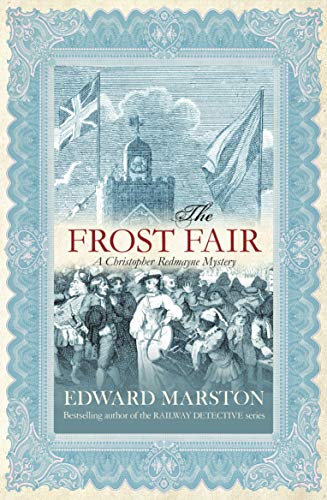 The
FROST FAIR
A Christopher Redmayne Mystery
EDWARD MARSTON
Bestselling author of the RAILWAY DETECTIVE series